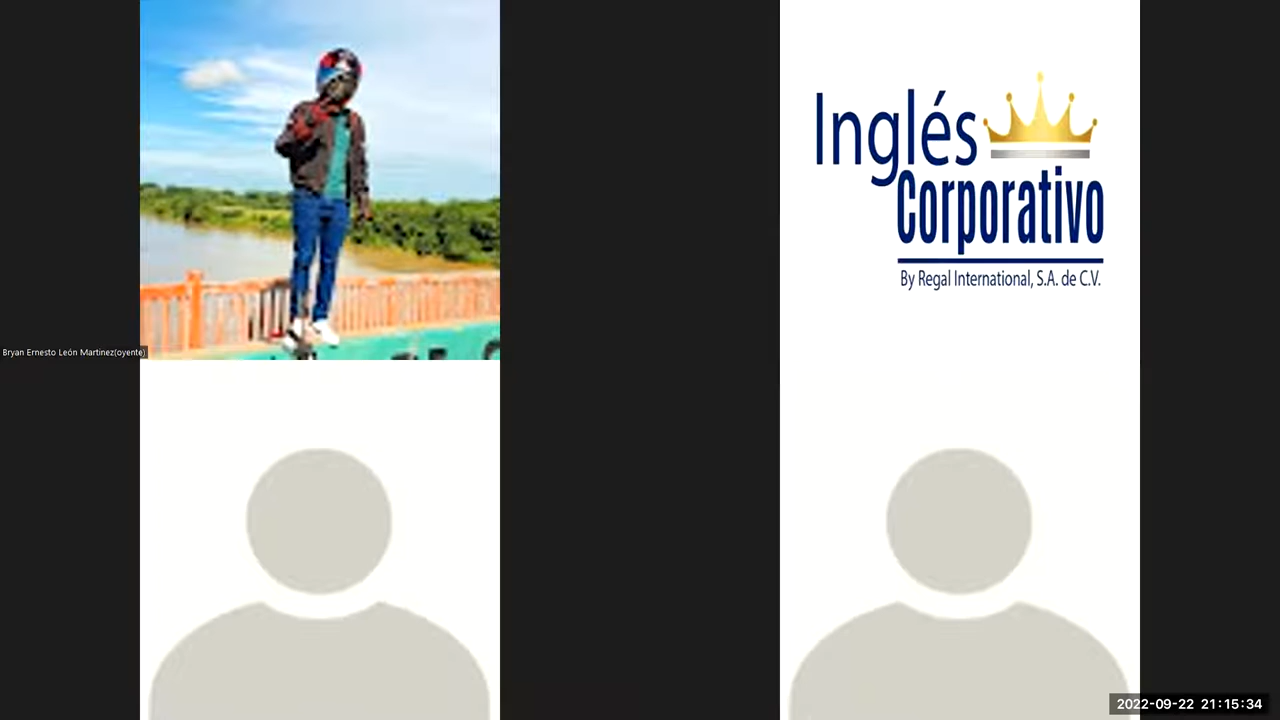 Inglés
Corporativo
By Regal International, S.A. de C.V.
Bryan Ernesto León Martinez(oyente)
2022-09-22 21:15:34